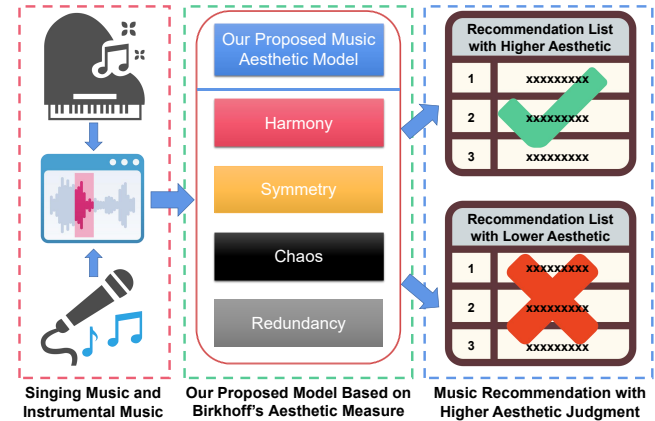 Our Proposed Music
Aesthetic Model
Harmony
Symmetry
Chaos
Redundancy
Recommendation List
with Higher Aesthetic
1 xxxxxxxxx
2 xxxxxxxxx
3 xxxxxxxxx
Recommendation List
with Lower Aesthetic
1 xxxxxxxxx
2 xxxxxxxxx
3 xxxxxxxxx
Singing Music and
Instrumental Music
Our Proposed Model Based on
Birkhoff's Aesthetic Measure
Music Recommendation with
Higher Aesthetic Judgment